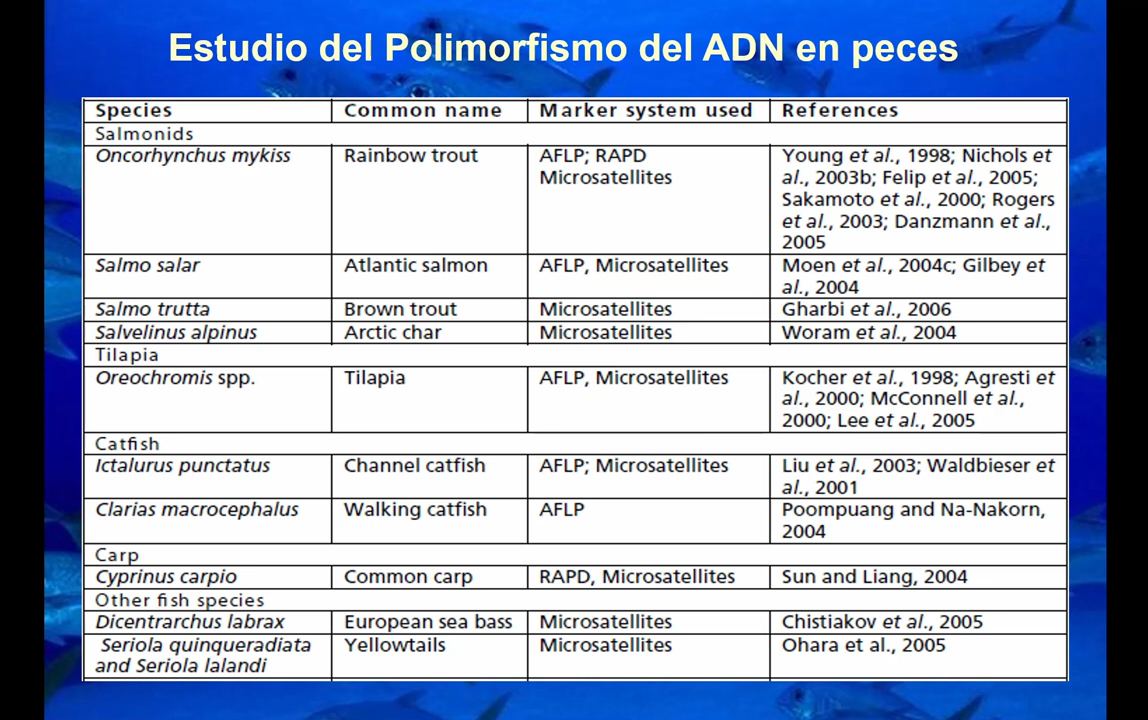 Estudio del Polimorfismo del ADN en peces
Species Common name Marker system used References
Salmonids
Oncorhynchus mykiss Rainbow trout AFLP; RAPD Young et al., 1998; Nichols et
Microsatellites al., 2003b; Felip et al., 2005;
Sakamoto et al., 2000; Rogers
et al., 2003; Danzmann et al.,
2005
Salmo salar Atlantic salmon AFLP, Microsatellites Moen et al., 2004c; Gilbey et
al., 2004
Salmo trutta Brown trout Microsatellites Gharbi et al., 2006
Salvelinus alpinus Arctic char Microsatellites Woram et al., 2004
Tilapia
Oreochromis spp. Tilapia AFLP, Microsatellites Kocher et al., 1998; Agresti et
al., 2000; McConnell et al.,
2000; Lee et al., 2005
Catfish
Ictalurus punctatus Channel catfish AFLP; Microsatellites Liu et al., 2003; Waldbieser et
al., 2001
Clarias macrocephalus Walking catfish AFLP Poompuang and Na-Nakorn,
2004
Carp
Cyprinus carpio Common carp RAPD, Microsatellites Sun and Liang, 2004
Other fish species
Dicentrarchus labrax European sea bass Microsatellites Chistiakov et al., 2005
Seriola quinqueradiata Yellowtails Microsatellites Ohara et al., 2005
and Seriola lalandi